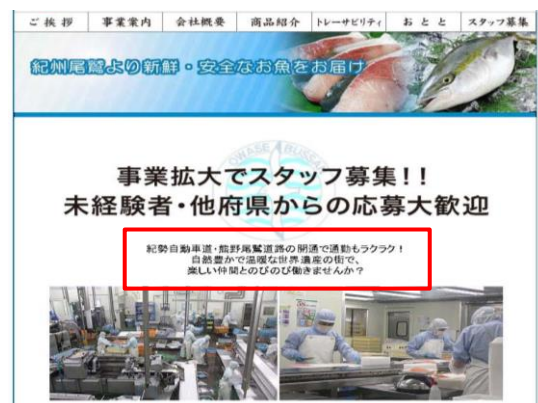 ご挨拶 事業案内 会社概要 商品紹介 トレーサビリティ おとと スタッフ募集
紀州尾鷲より新鮮・安全なお魚をお届け
OWASE BUSSAN
事業拡大でスタッフ募集!!
未経験者・他府県からの応募大歓迎
紀勢自動車道・熊野尾鷲道路の開通で通勤もラクラク!
自然豊かで温暖な世界遺産の街で、
楽しい仲間とのびのび働きませんか?